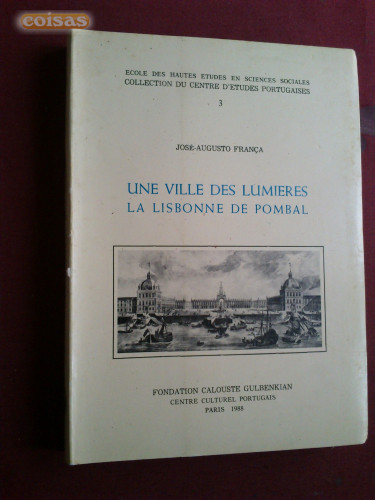 coisas
ECOLE DES HAUTES ETUDES EN SCIENCES SOCIALES
COLLECTION DU CENTRE D'ETUDES PORTUGAISES
3
JOSÉ-AUGUSTO FRANÇA
UNE VILLE DES LUMIERES
LA LISBONNE DE POMBAL
FONDATION CALOUSTE GULBENKIAN
CENTRE CULTUREL PORTUGAIS
PARIS 1988